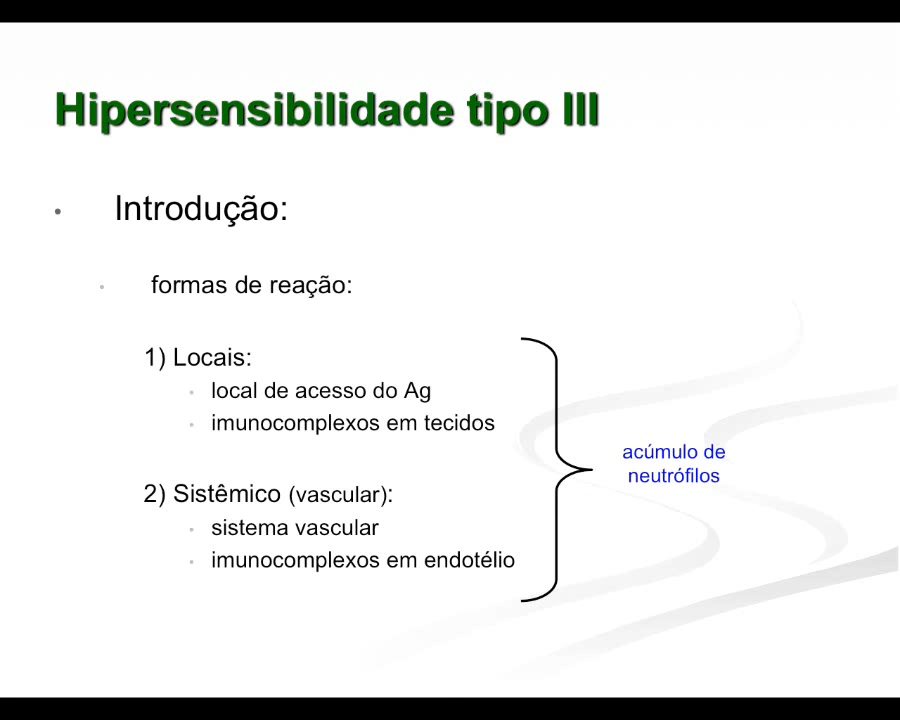 Hipersensibilidade tipo III
• Introdução:
• formas de reação:
1) Locais:
• local de acesso do Ag
• imunocomplexos em tecidos
2) Sistêmico (vascular):
• sistema vascular
• imunocomplexos em endotélio
acúmulo de
neutrófilos